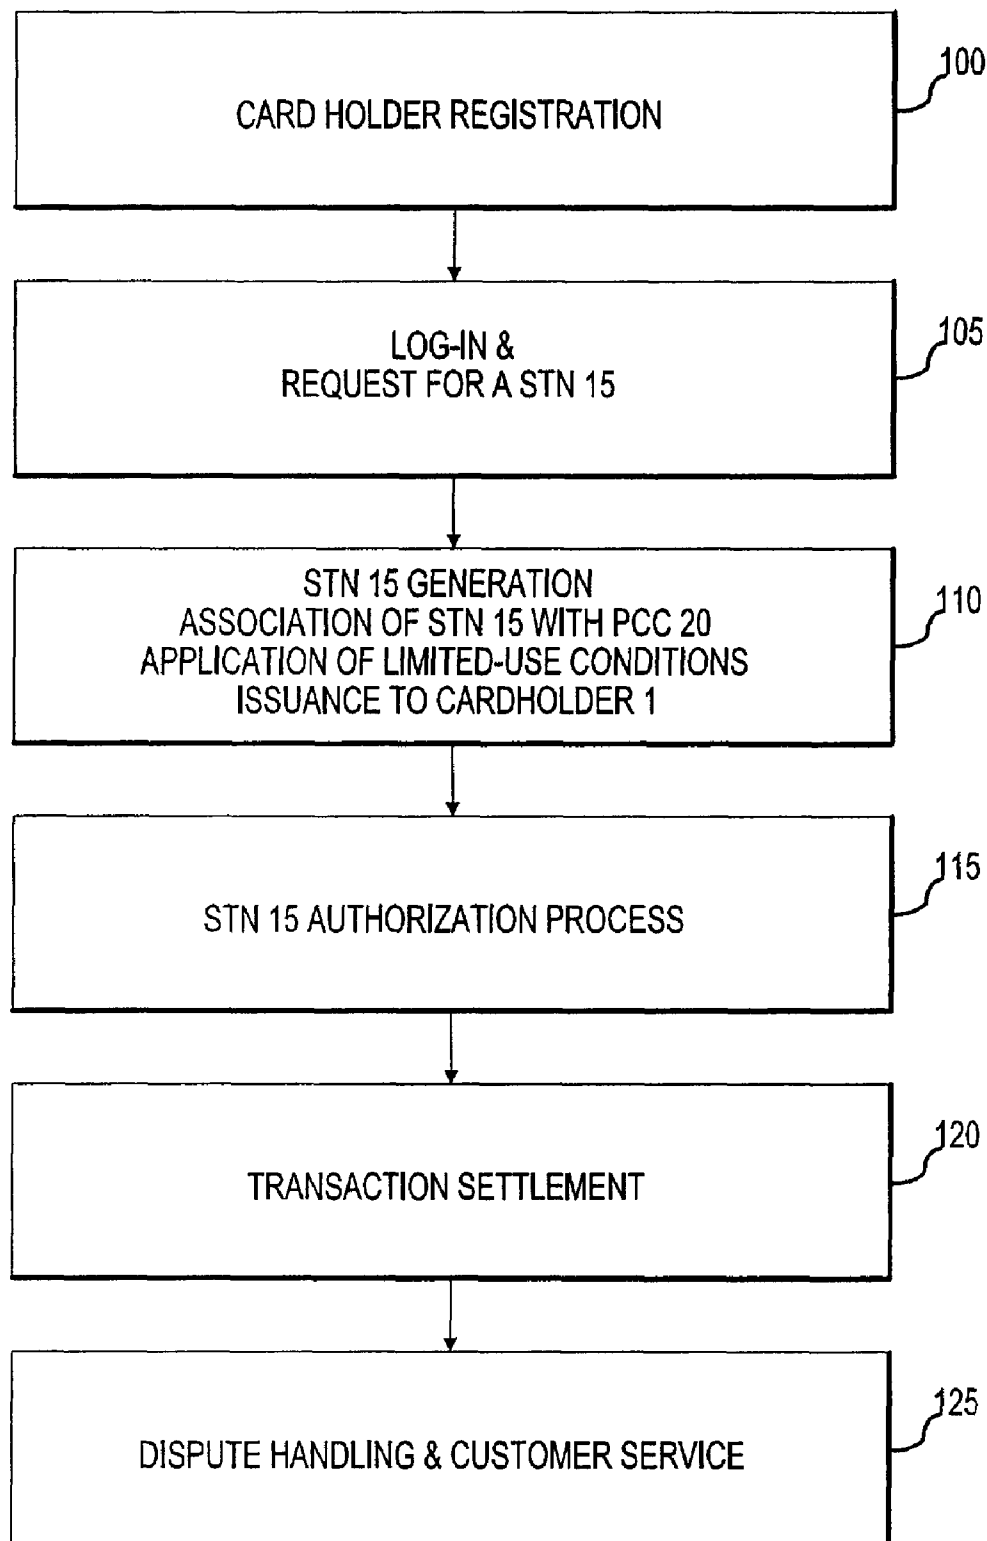 CARD HOLDER REGISTRATION
100
LOG-IN &
REQUEST FOR A STN 15
105
STN 15 GENERATION
ASSOCIATION OF STN 15 WITH PCC 20
APPLICATION OF LIMITED-USE CONDITIONS
ISSUANCE TO CARDHOLDER 1
110
STN 15 AUTHORIZATION PROCESS
115
TRANSACTION SETTLEMENT
120
DISPUTE HANDLING & CUSTOMER SERVICE
125